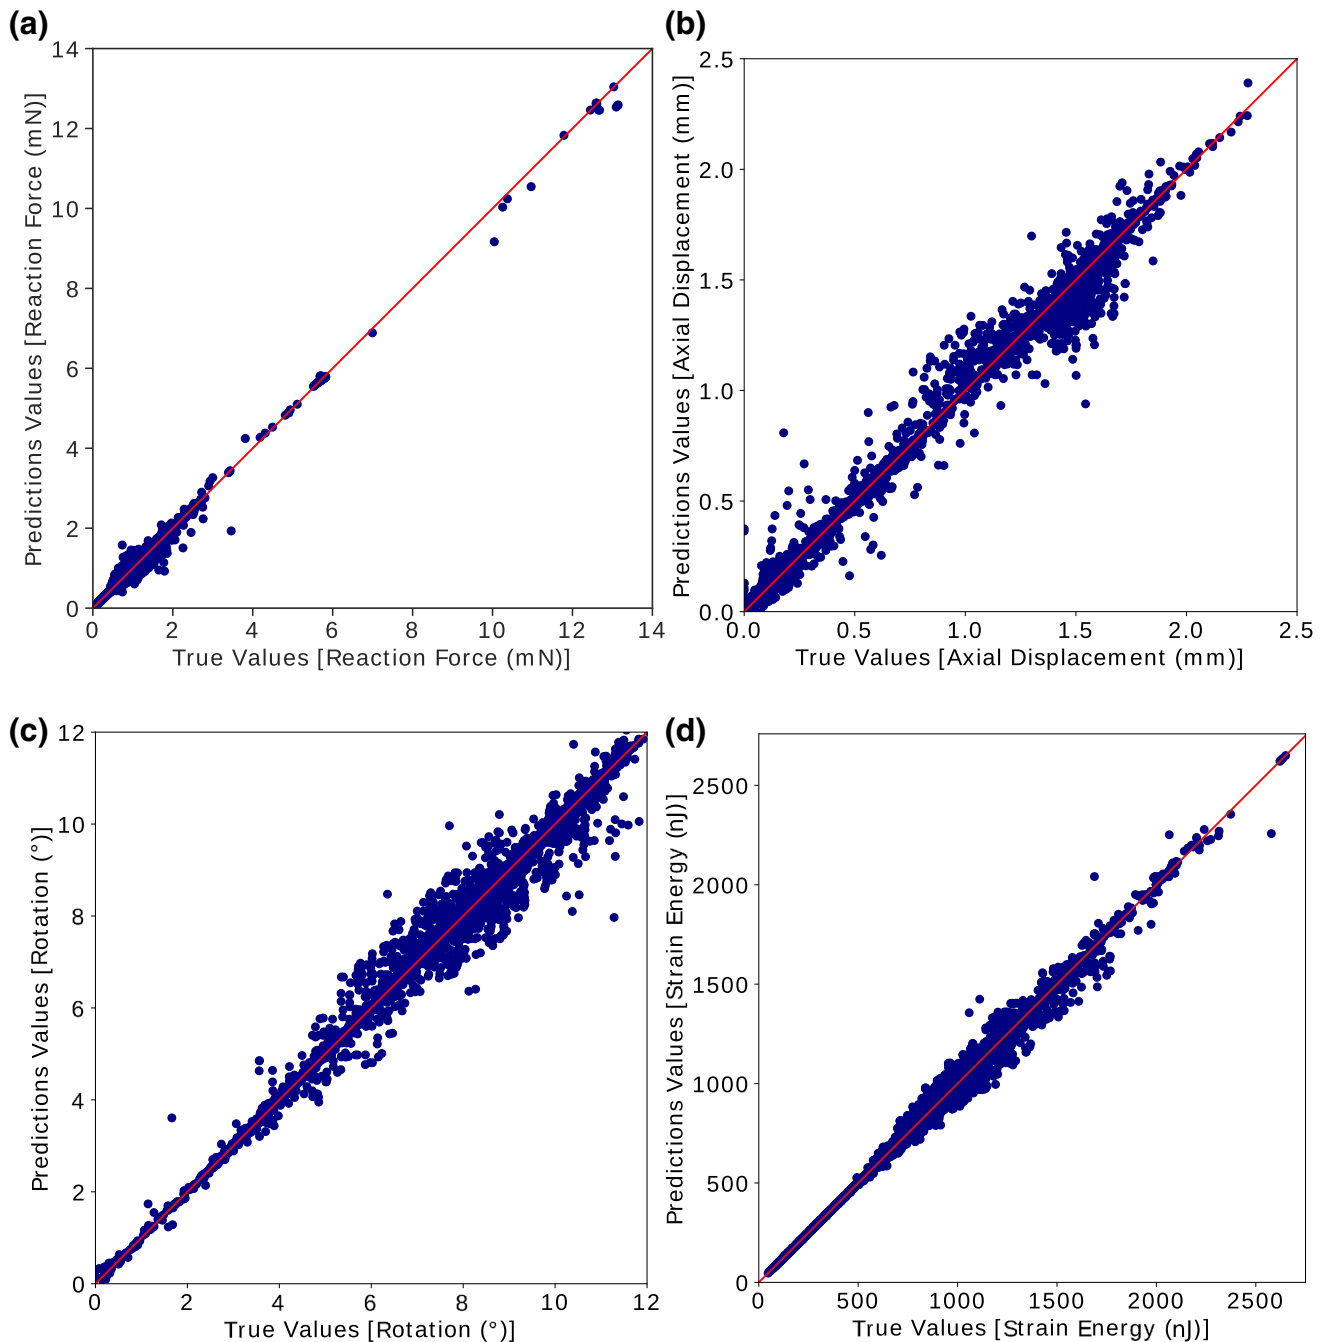 (a)
14
12
10
8
6
4
2
0
Predictions Values [Reaction Force (mN)]
0 2 4 6 8 10 12 14
True Values [Reaction Force (mN)]
(b)
2.5
2.0
1.5
1.0
0.5
0.0
Predictions Values [Axial Displacement (mm)]
0.0 0.5 1.0 1.5 2.0 2.5
True Values [Axial Displacement (mm)]
(c)
12
10
8
6
4
2
0
Predictions Values [Rotation (°)]
0 2 4 6 8 10 12
True Values [Rotation (°)]
(d)
2500
2000
1500
1000
500
0
Predictions Values [Strain Energy (nJ)]
0 500 1000 1500 2000 2500
True Values [Strain Energy (nJ)]